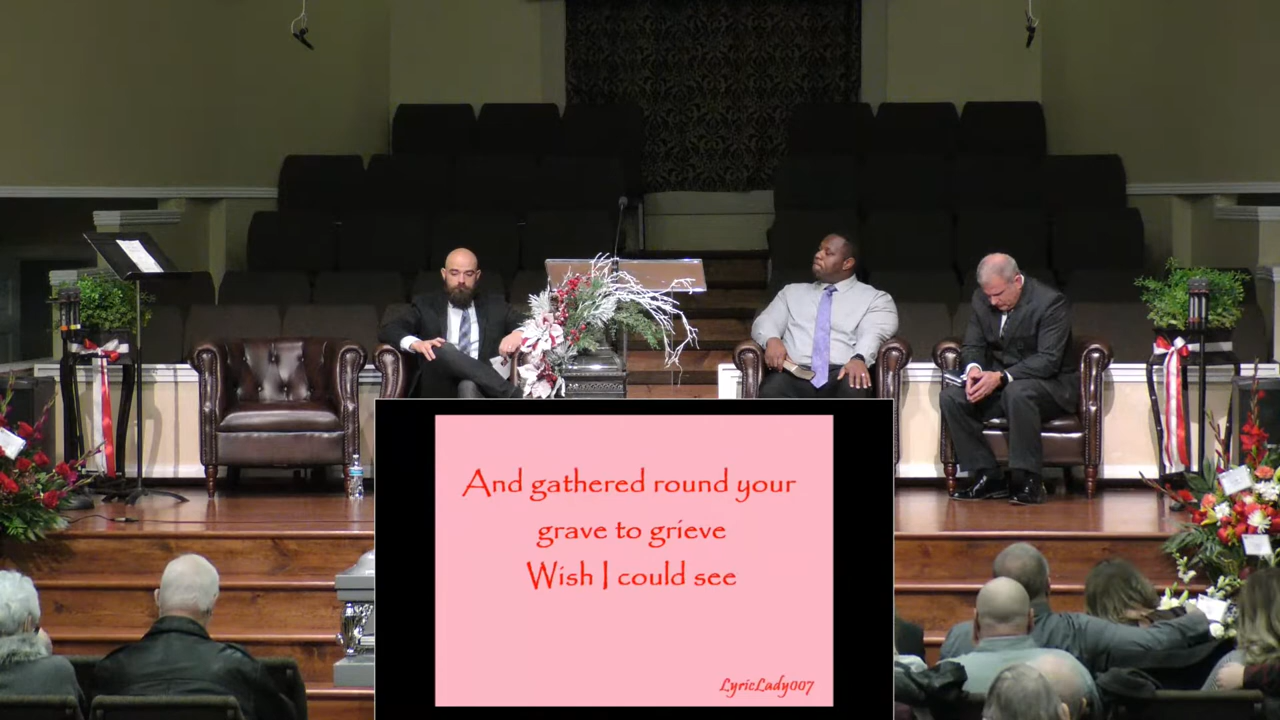 And gathered round your
grave to grieve
Wish I could see
LyricLady007